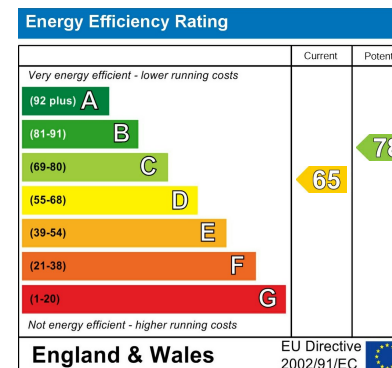 Energy Efficiency Rating
Current
Very energy efficient - lower running costs
(92 plus) A
(81-91) B
(69-80) C
(55-68) D
(39-54) E
(21-38) F
(1-20) G
65
78
Not energy efficient - higher running costs
England & Wales
EU Directive
2002/91/EC